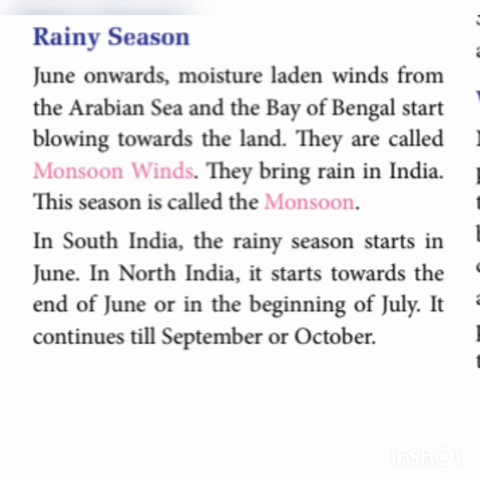 Rainy Season
June onwards, moisture laden winds from
the Arabian Sea and the Bay of Bengal start
blowing towards the land. They are called
Monsoon Winds. They bring rain in India.
This season is called the Monsoon.
In South India, the rainy season starts in
June. In North India, it starts towards the
end of June or in the beginning of July. It
continues till September or October.
InShOt